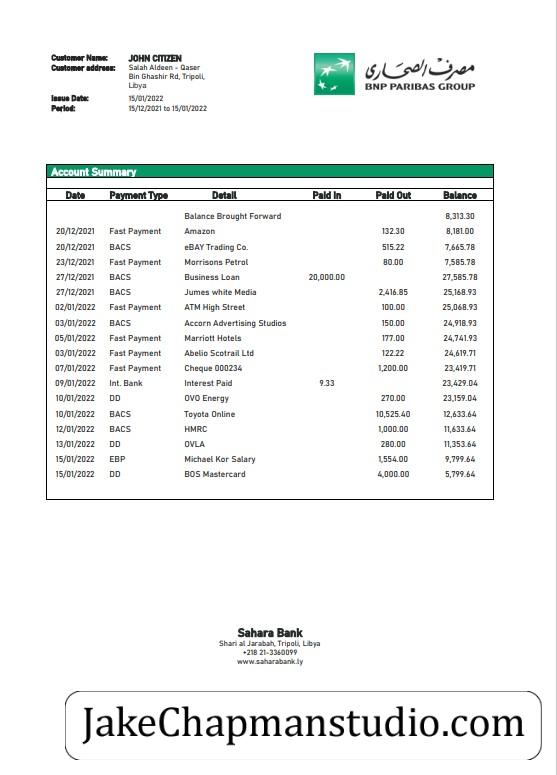 Customer Name: JOHN CITIZEN
Customer address: Salah Aldeen - Qaser
Bin Ghashir Rd, Tripoli,
Libya
Issue Date: 15/01/2022
Period: 15/12/2021 to 15/01/2022
مصرف الصحارى
BNP PARIBAS GROUP
Account Summary
Date Payment Type Detail Paid In Paid Out Balance
Balance Brought Forward 8,313.30
20/12/2021 Fast Payment Amazon 132.30 8,181.00
20/12/2021 BACS eBAY Trading Co. 515.22 7,665.78
23/12/2021 Fast Payment Morrisons Petrol 80.00 7,585.78
27/12/2021 BACS Business Loan 20,000.00 27,585.78
27/12/2021 BACS Jumes white Media 2,416.85 25,168.93
02/01/2022 Fast Payment ATM High Street 100.00 25,068.93
03/01/2022 BACS Accorn Advertising Studios 150.00 24,918.93
05/01/2022 Fast Payment Marriott Hotels 177.00 24,741.93
03/01/2022 Fast Payment Abelio Scotrail Ltd 122.22 24,619.71
07/01/2022 Fast Payment Cheque 000234 1,200.00 23,419.71
09/01/2022 Int. Bank Interest Paid 9.33 23,429.04
10/01/2022 DD OVO Energy 270.00 23,159.04
10/01/2022 BACS Toyota Online 10,525.40 12,633.64
12/01/2022 BACS HMRC 1,000.00 11,633.64
13/01/2022 DD OVLA 280.00 11,353.64
15/01/2022 EBP Michael Kor Salary 1,554.00 9,799.64
15/01/2022 DD BOS Mastercard 4,000.00 5,799.64
Sahara Bank
Shari al Jarabah, Tripoli, Libya
+218 21-3360099
www.saharabank.ly
JakeChapmanstudio.com